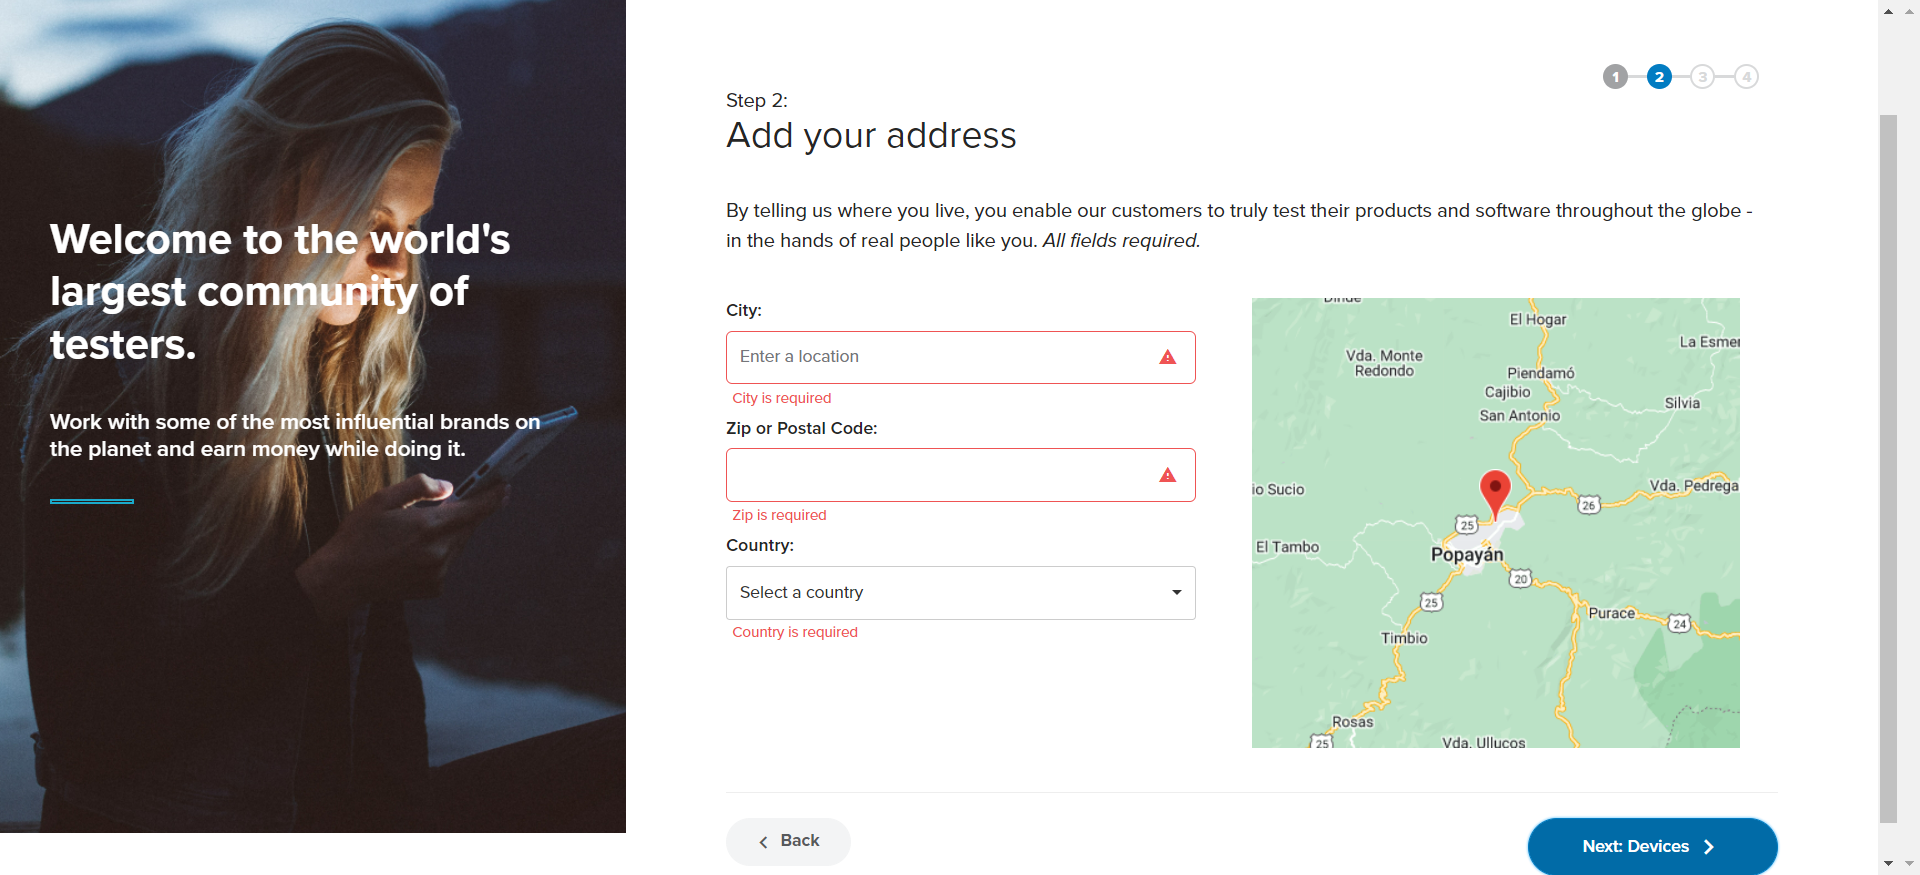 Welcome to the world's
largest community of
testers.
Work with some of the most influential brands on
the planet and earn money while doing it.
1
2
3
4
Step 2:
Add your address
By telling us where you live, you enable our customers to truly test their products and software throughout the globe -
in the hands of real people like you. All fields required.
City:
Enter a location
City is required
Zip or Postal Code:
Zip is required
Country:
Select a country
Country is required
El Hogar
La Esmer
Vda. Monte
Redondo
Piendamó
Cajibio
San Antonio
Silvia
io Sucio
Vda. Pedrega
26
25
El Tambo
Popayán
20
25
Purace
24
Timbio
Rosas
25
Vda. Ullucos
Back
Next: Devices